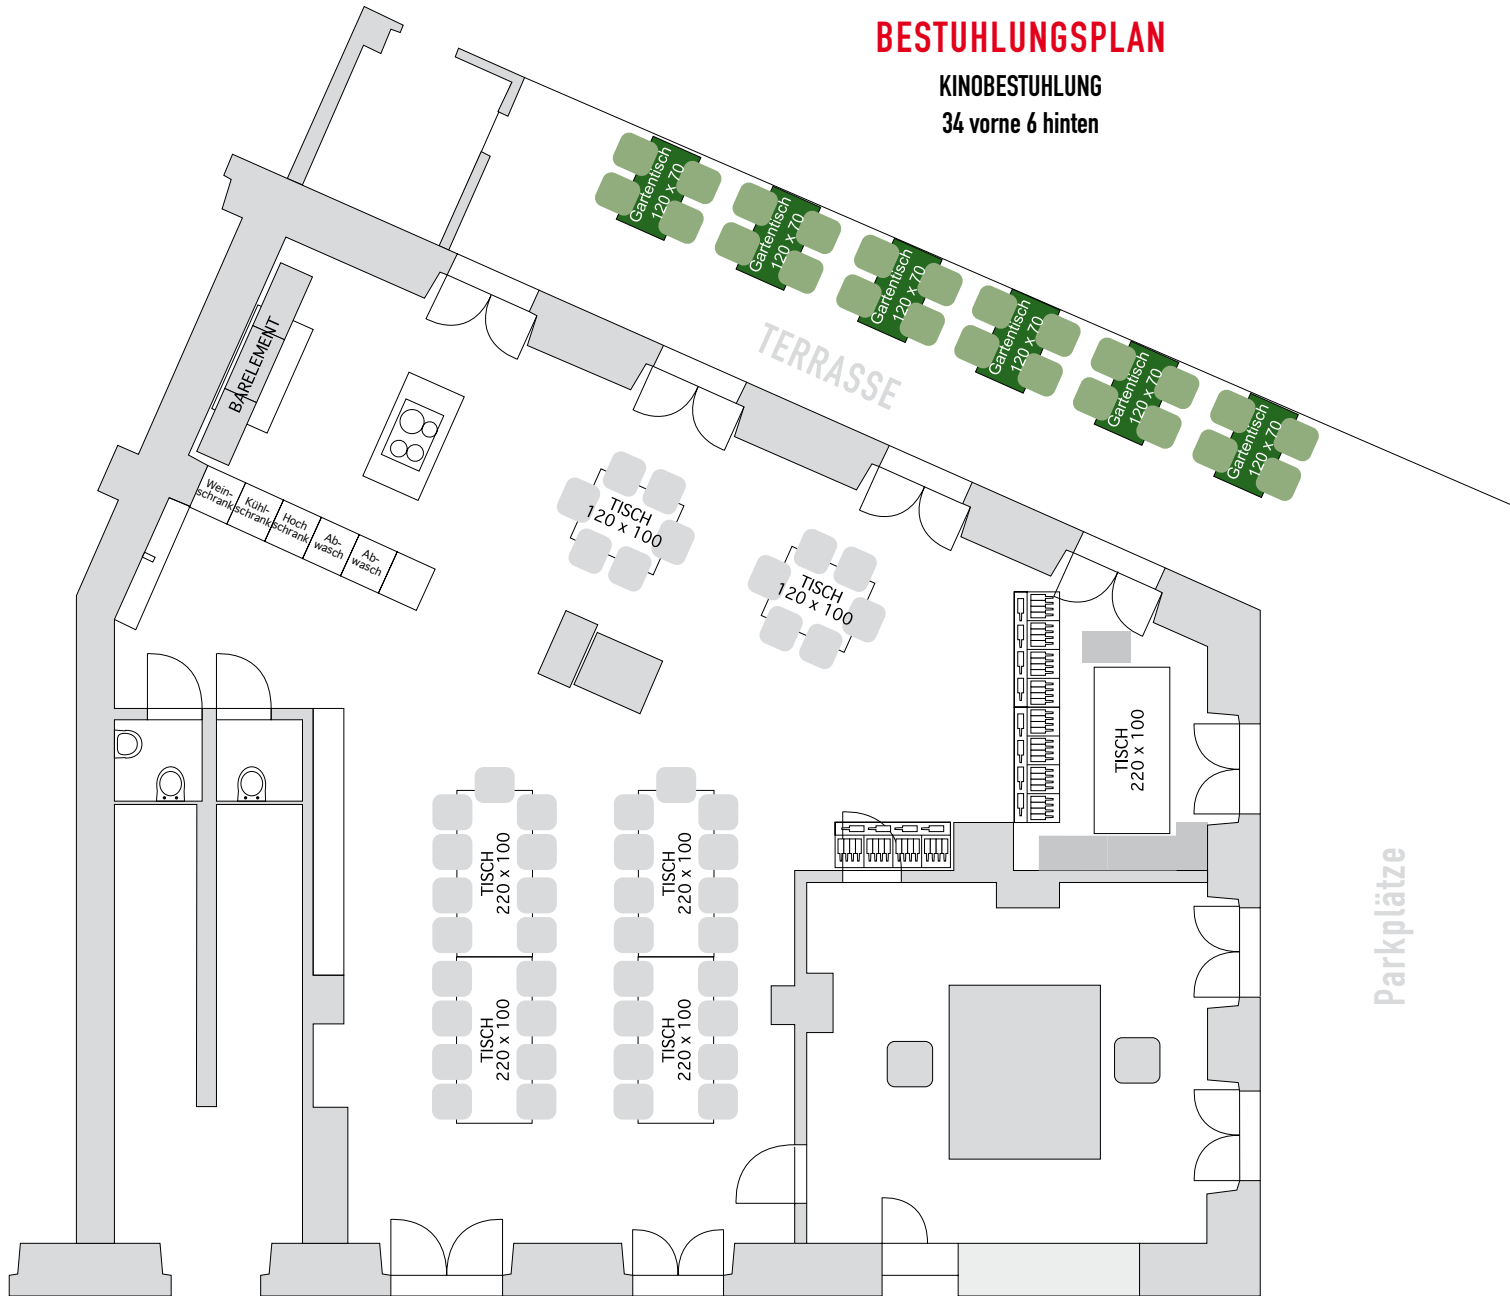 BESTUHLUNGSPLAN
KINOBESTUHLUNG
34 vorne 6 hinten
Gartentisch
120 x 70
Gartentisch
120 x 70
Gartentisch
120 x 70
Gartentisch
120 x 70
Gartentisch
120 x 70
Gartentisch
120 x 70
TERRASSE
BARELEMENT
Wein-
schrank
Kühl-
schrank
Hoch
schrank
Ab-
wasch
Ab-
wasch
TISCH
120 x 100
TISCH
120 x 100
TISCH
220 x 100
TISCH
220 x 100
TISCH
220 x 100
TISCH
220 x 100
TISCH
220 x 100
Parkplätze